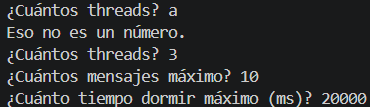 ¿Cuántos threads? a
Eso no es un número.
¿Cuántos threads? 3
¿Cuántos mensajes máximo? 10
¿Cuánto tiempo dormir máximo (ms)? 20000